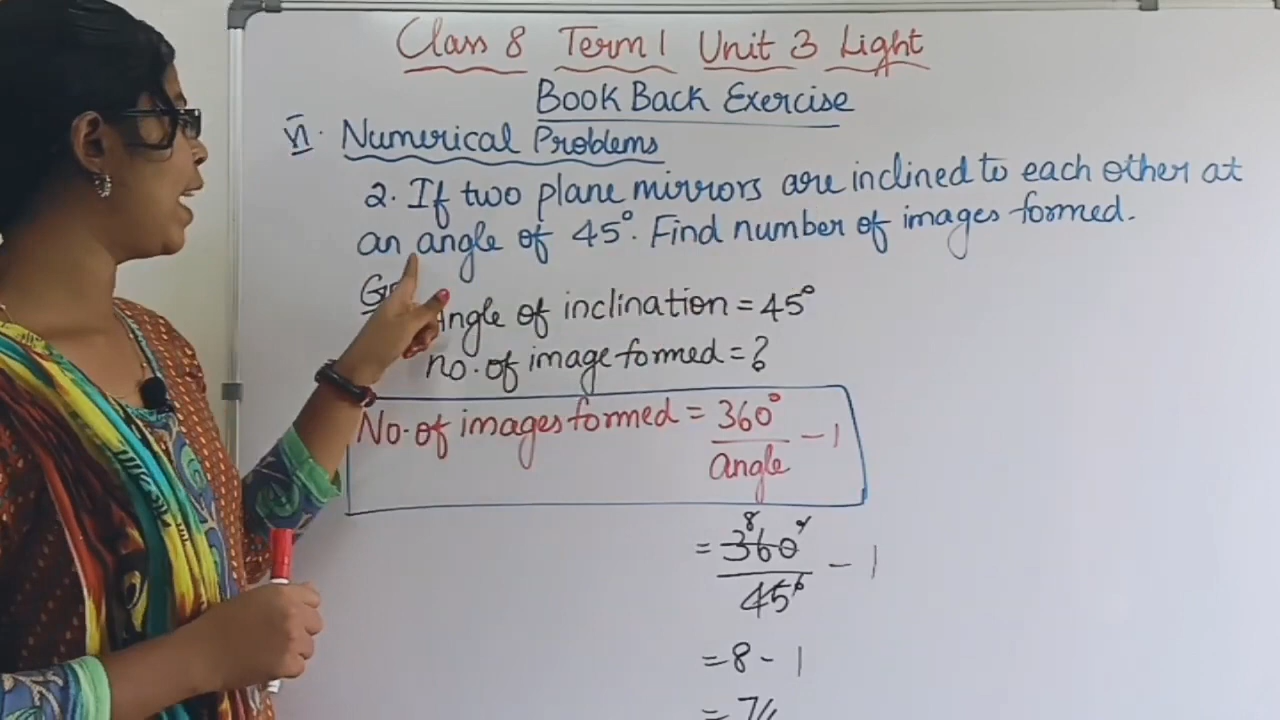 Class 8 Term 1 Unit 3 Light
Book Back Exercise
VI. Numerical Problems
2. If two plane mirrors are inclined to each other at
an angle of 45°. Find number of images formed.
Angle of inclination = 45°
no. of image formed = ?
No. of images formed = 360° / angle - 1
= 360° / 45° - 1
8
= 8 - 1
= 7